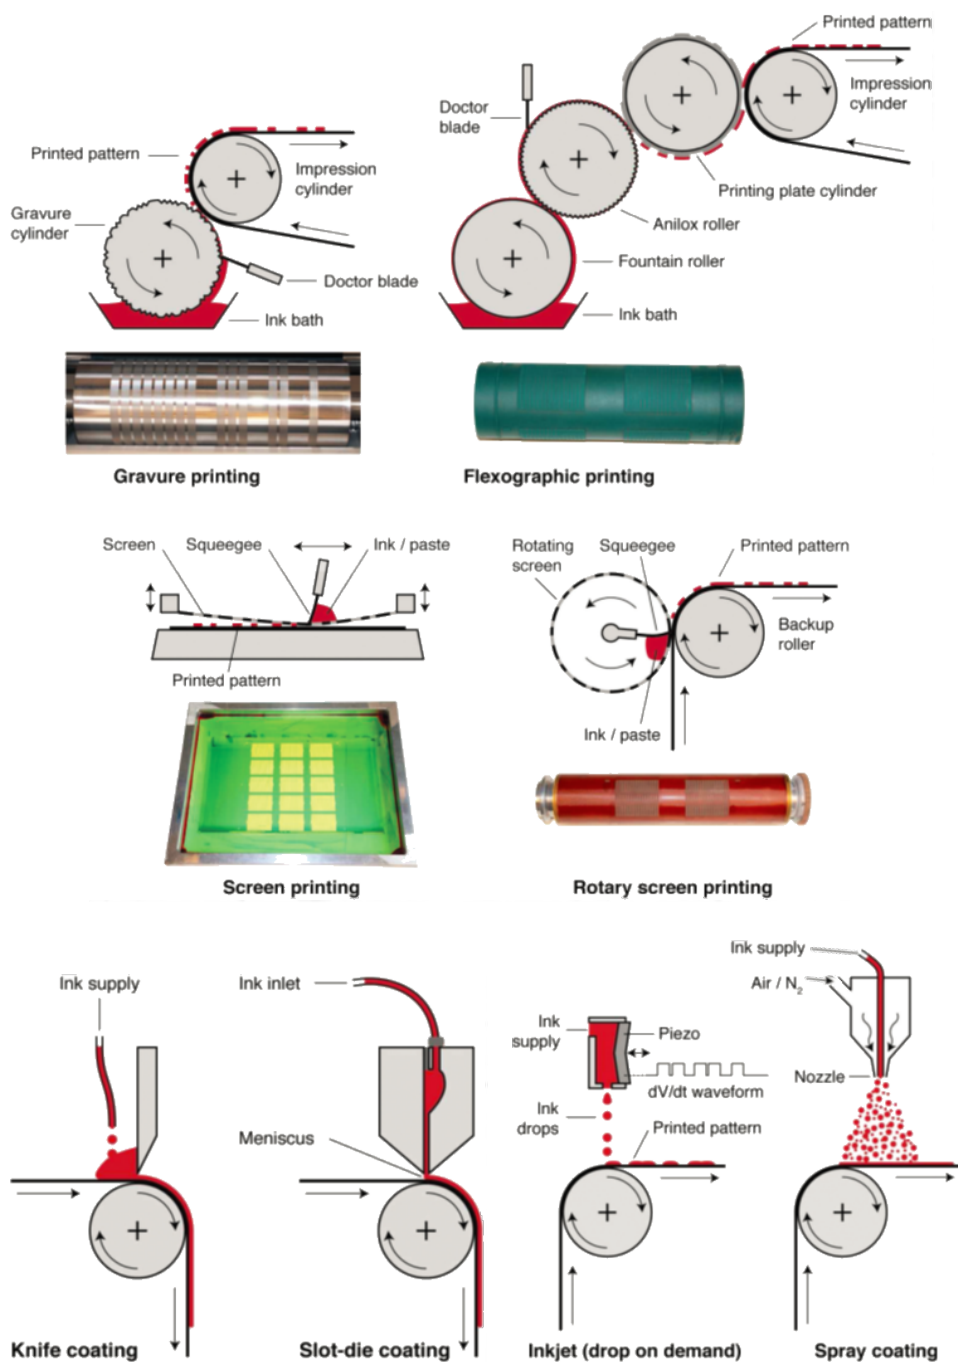 Printed pattern
Impression
cylinder
Gravure
cylinder
Doctor blade
Ink bath
Gravure printing
Printed pattern
Impression
cylinder
Doctor
blade
Printing plate cylinder
Anilox roller
Fountain roller
Ink bath
Flexographic printing
Screen
Squeegee
Ink / paste
Printed pattern
Screen printing
Rotating
screen
Squeegee
Printed pattern
Backup
roller
Ink / paste
Rotary screen printing
Ink supply
Knife coating
Ink inlet
Meniscus
Slot-die coating
Ink
supply
Piezo
dV/dt waveform
Ink
drops
Printed pattern
Inkjet (drop on demand)
Ink supply
Air / N2
Nozzle
Spray coating